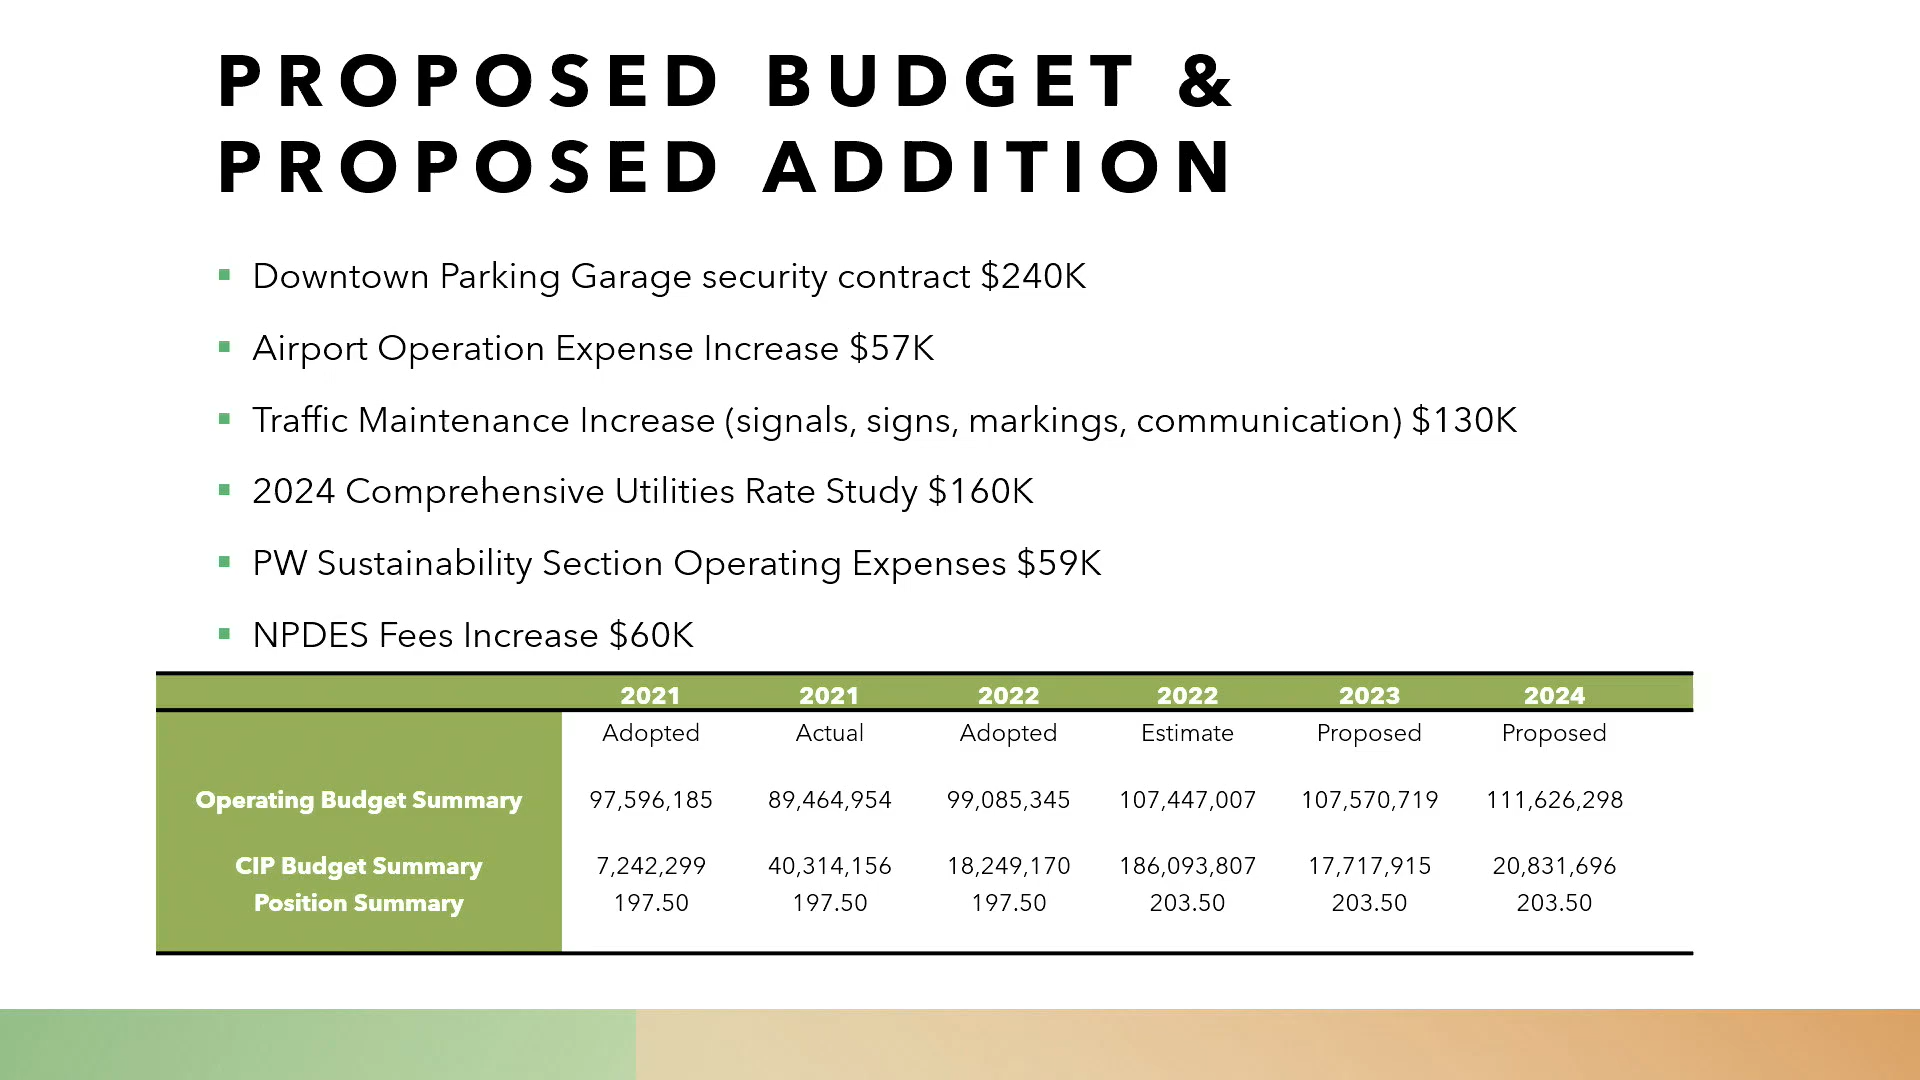 PROPOSED BUDGET &
PROPOSED ADDITION
▪ Downtown Parking Garage security contract $240K
▪ Airport Operation Expense Increase $57K
▪ Traffic Maintenance Increase (signals, signs, markings, communication) $130K
▪ 2024 Comprehensive Utilities Rate Study $160K
▪ PW Sustainability Section Operating Expenses $59K
▪ NPDES Fees Increase $60K
2021 2021 2022 2022 2023 2024
Adopted Actual Adopted Estimate Proposed Proposed
Operating Budget Summary 97,596,185 89,464,954 99,085,345 107,447,007 107,570,719 111,626,298
CIP Budget Summary 7,242,299 40,314,156 18,249,170 186,093,807 17,717,915 20,831,696
Position Summary 197.50 197.50 197.50 203.50 203.50 203.50